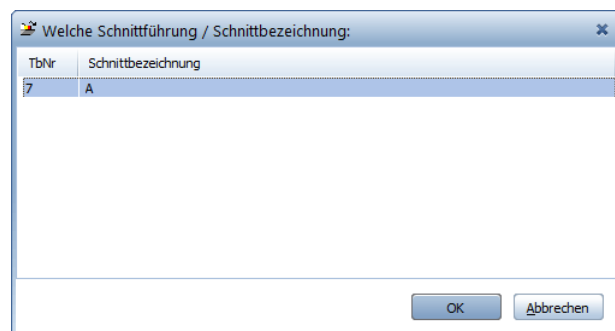 Welche Schnittführung / Schnittbezeichnung:
TbNr Schnittbezeichnung
7 A
OK Abbrechen